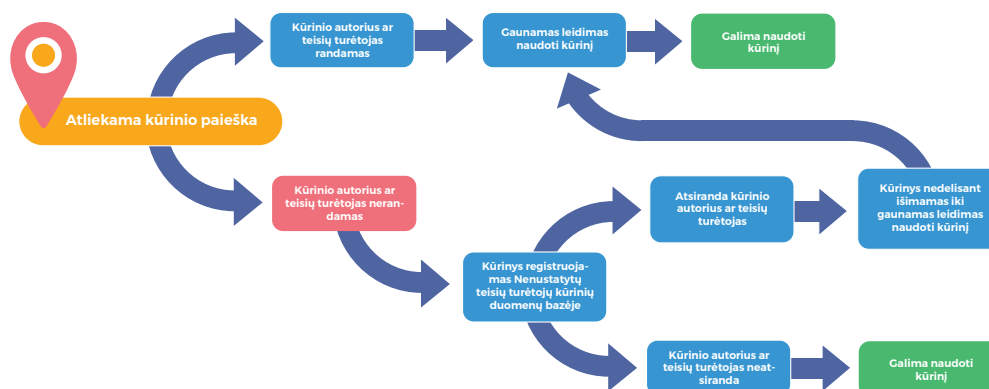 Kūrinio autorius ar
teisių turėtojas
randamas
Gaunamas leidimas
naudoti kūrinį
Galima naudoti
kūrinį
Atliekama kūrinio paieška
Kūrinio autorius ar
teisių turėtojas neran-
damas
Atsiranda kūrinio
autorius ar teisių
turėtojas
Kūrinys nedelisant
išimamas iki
gaunamas leidimas
naudoti kūrinį
Kūrinys registruoja-
mas Nenustatytų
teisių turėtojų kūrinių
duomenų bazėje
Kūrinio autorius ar
teisių turėtojas neat-
siranda
Galima naudoti
kūrinį